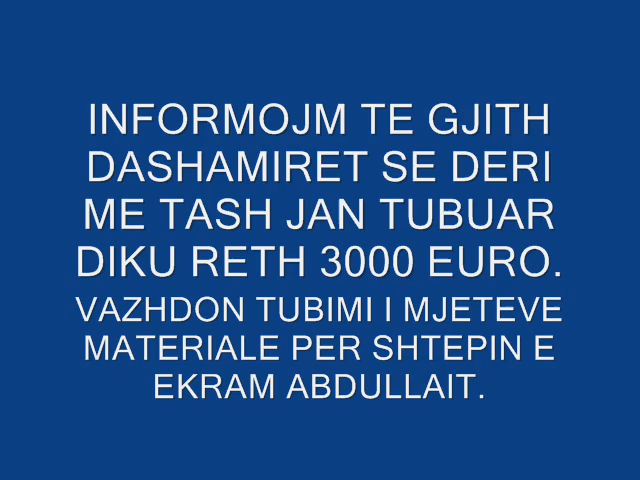 INFORMOJM TE GJITH
DASHAMIRET SE DERI
ME TASH JAN TUBUAR
DIKU RETH 3000 EURO.
VAZHDON TUBIMI I MJETEVE
MATERIALE PER SHTEPIN E
EKRAM ABDULLAIT.